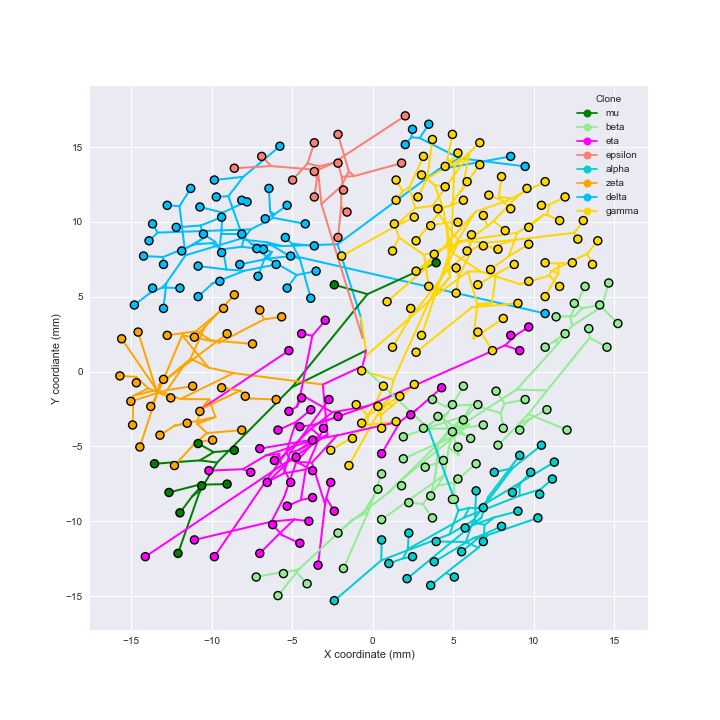 Clone
mu
beta
eta
epsilon
alpha
zeta
delta
gamma
15
10
5
0
−5
−10
−15
Y coordiante (mm)
−15 −10 −5 0 5 10 15
X coordinate (mm)